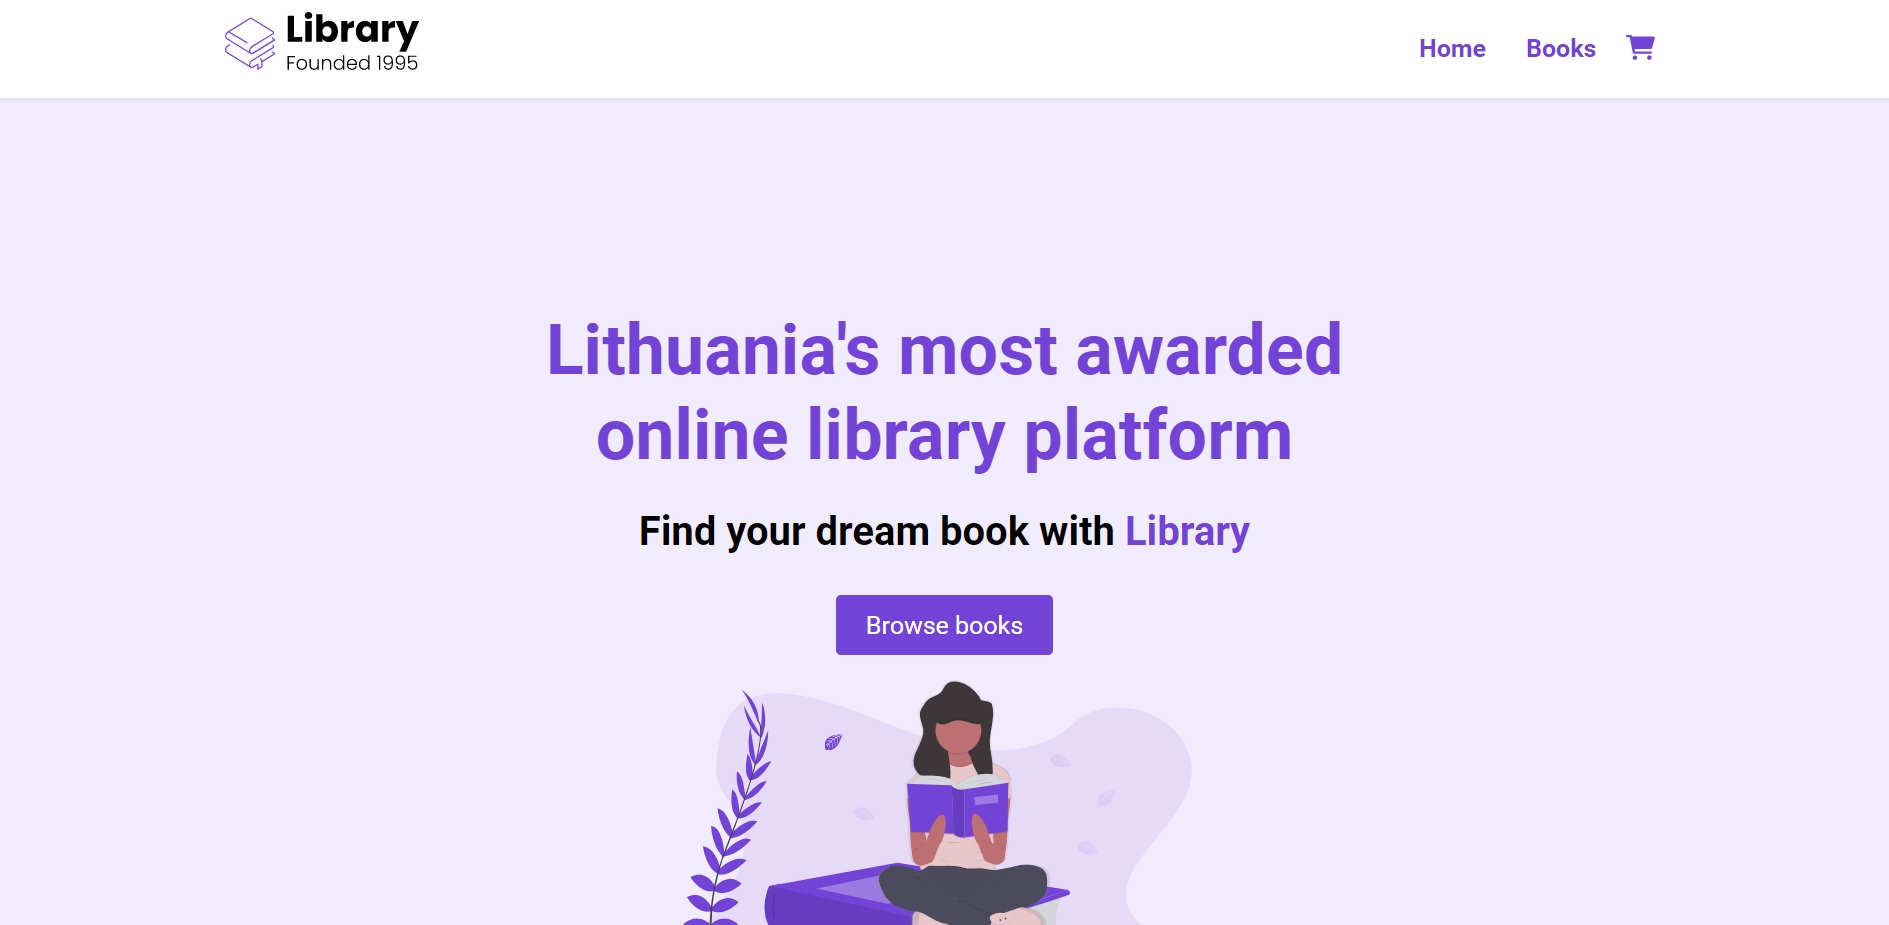 Library
Founded 1995
Home
Books
Lithuania's most awarded
online library platform
Find your dream book with Library
Browse books